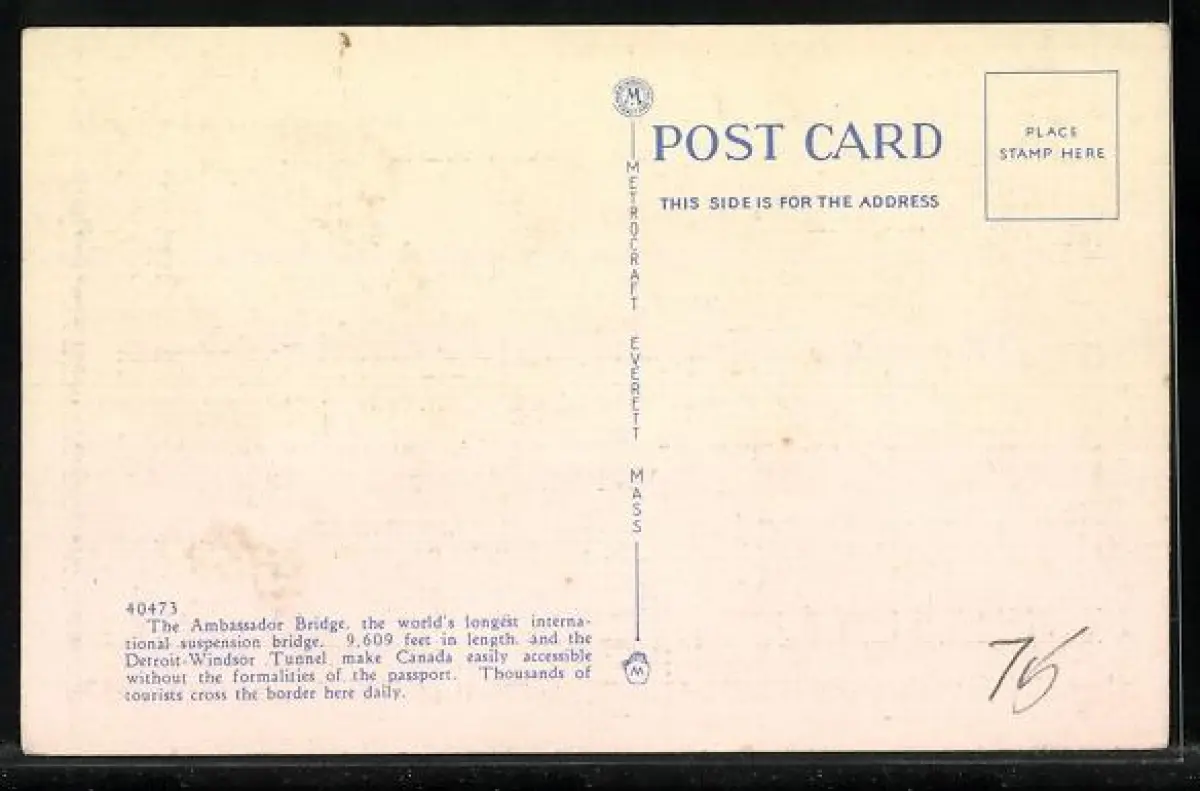 M
POST CARD
THIS SIDE IS FOR THE ADDRESS
PLACE
STAMP HERE
METROCRAFT EVERETT MASS
40473
The Ambassador Bridge, the world's longest interna-
tional suspension bridge, 9,609 feet in length, and the
Detroit-Windsor Tunnel make Canada easily accessible
without the formalities of the passport. Thousands of
tourists cross the border here daily.
M
75